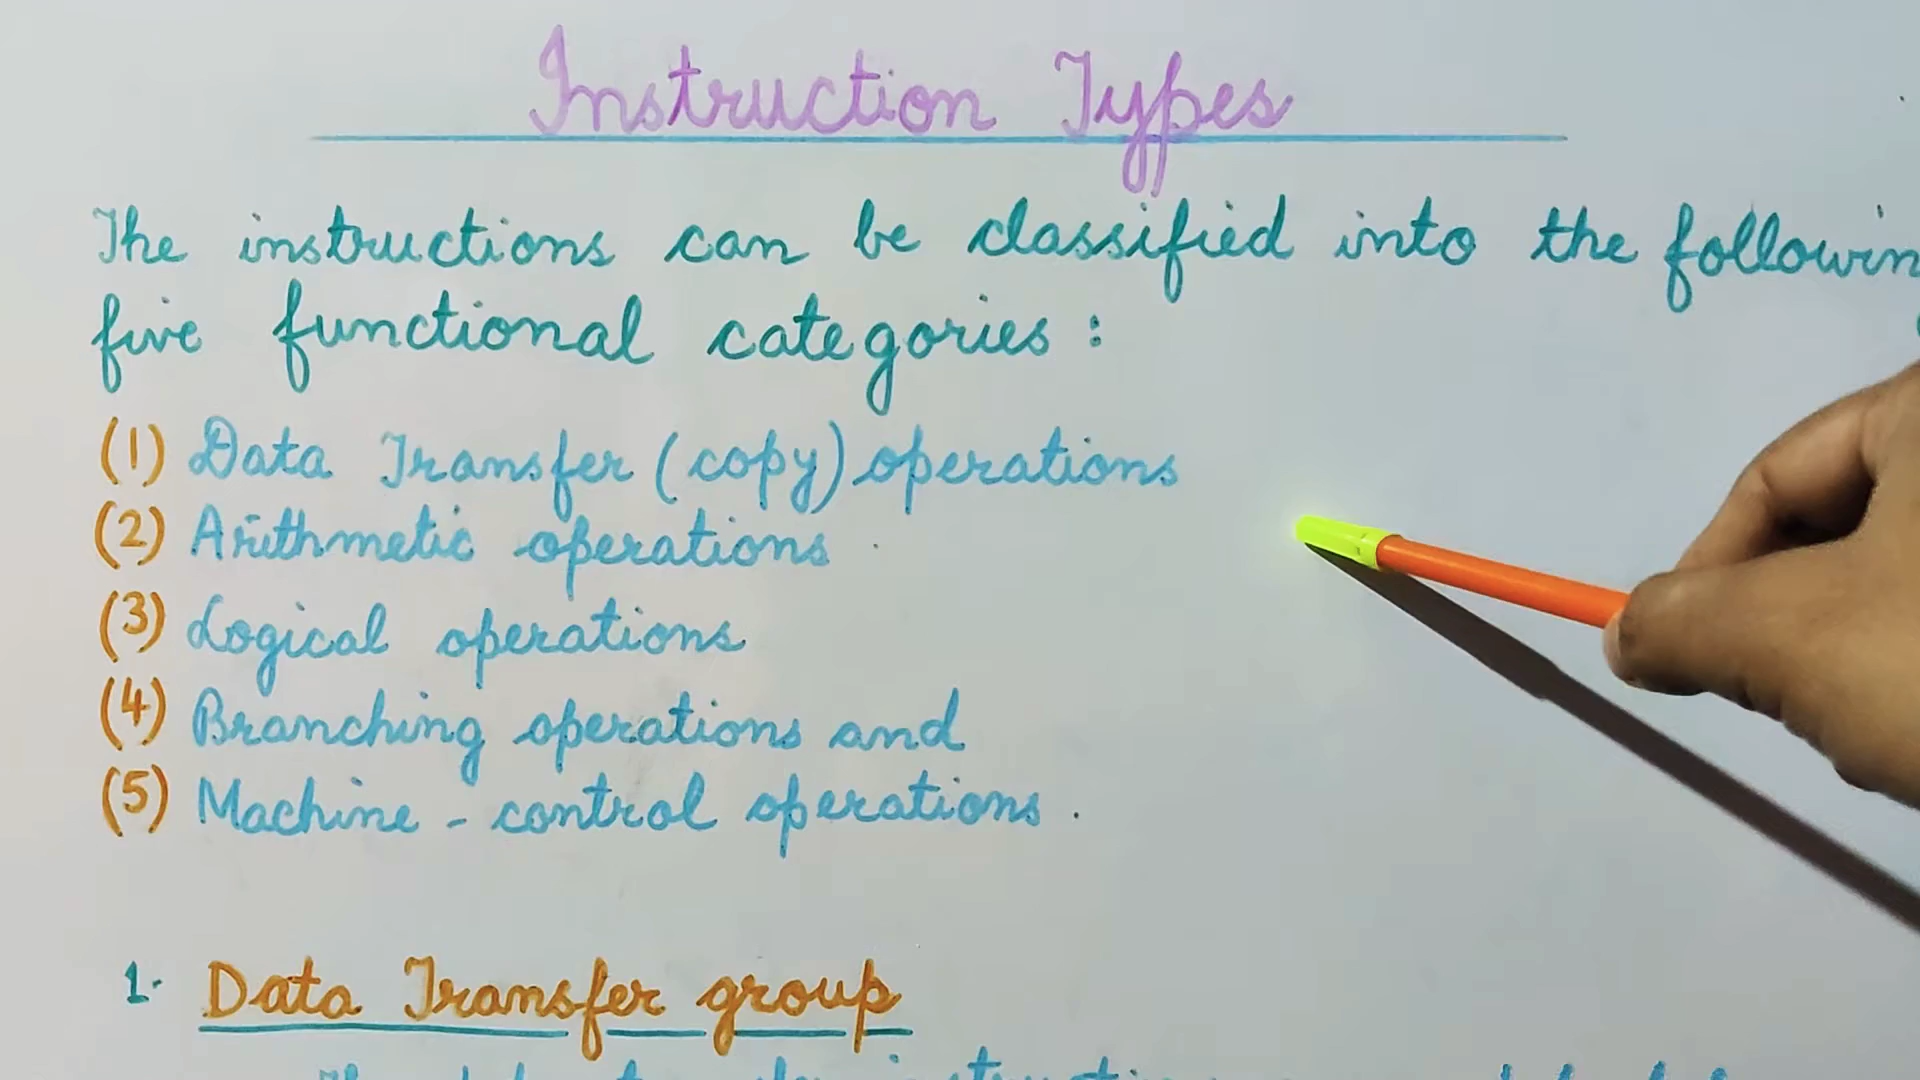 Instruction Types
The instructions can be classified into the followin
five functional categories :
(1) Data Transfer (copy) operations
(2) Arithmetic operations
(3) Logical operations
(4) Branching operations and
(5) Machine - control operations .
1. Data Transfer group